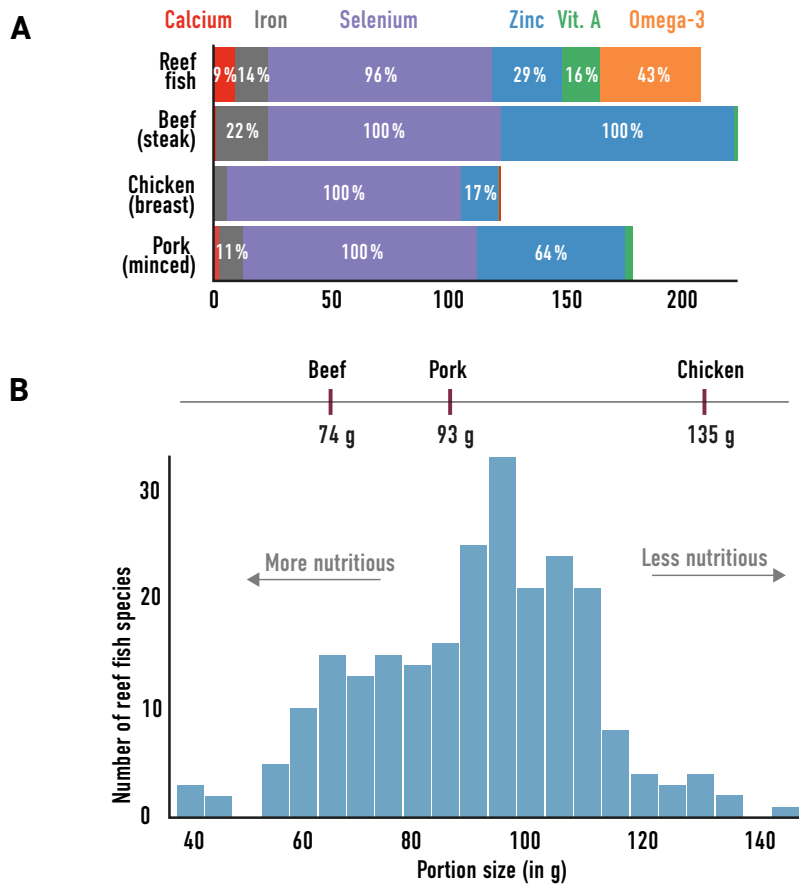 A
Calcium Iron Selenium Zinc Vit. A Omega-3
Reef
fish
9% 14% 96% 29% 16% 43%
Beef
(steak)
22% 100% 100%
Chicken
(breast)
100% 17%
Pork
(minced)
11% 100% 64%
0 50 100 150 200
B
Beef Pork Chicken
74 g 93 g 135 g
30
More nutritious
Less nutritious
20
10
0
Number of reef fish species
40 60 80 100 120 140
Portion size (in g)